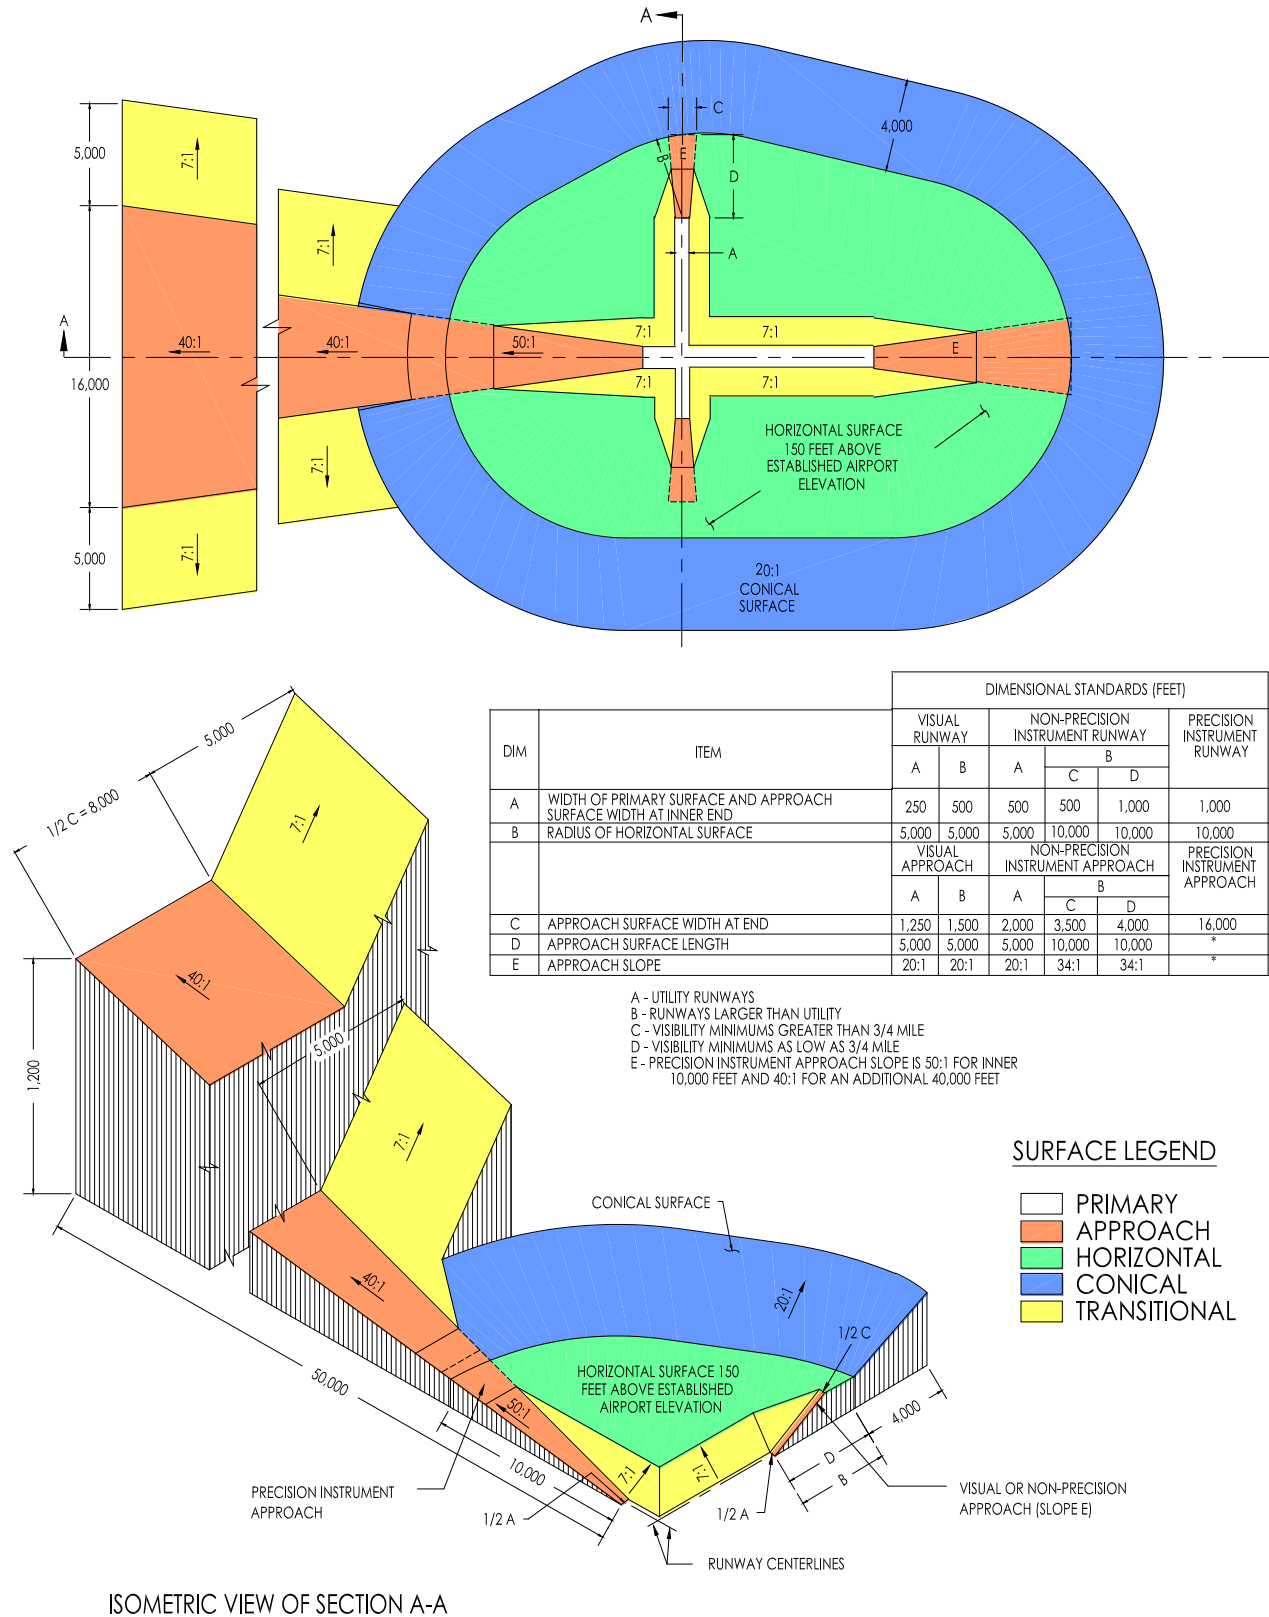 A
C
4,000
B
E
D
5,000
7:1
7:1
A
A
7:1
7:1
40:1
40:1
50:1
E
16,000
7:1
7:1
HORIZONTAL SURFACE
150 FEET ABOVE
ESTABLISHED AIRPORT
ELEVATION
7:1
7:1
5,000
20:1
CONICAL
SURFACE
DIMENSIONAL STANDARDS (FEET)
DIM
ITEM
VISUAL
RUNWAY
NON-PRECISION
INSTRUMENT RUNWAY
PRECISION
INSTRUMENT
RUNWAY
A B A B
C D
A WIDTH OF PRIMARY SURFACE AND APPROACH
SURFACE WIDTH AT INNER END
250 500 500 500 1,000 1,000
B RADIUS OF HORIZONTAL SURFACE 5,000 5,000 5,000 10,000 10,000 10,000
VISUAL
APPROACH
NON-PRECISION
INSTRUMENT APPROACH
PRECISION
INSTRUMENT
APPROACH
A B A B
C D
C APPROACH SURFACE WIDTH AT END 1,250 1,500 2,000 3,500 4,000 16,000
D APPROACH SURFACE LENGTH 5,000 5,000 5,000 10,000 10,000 *
E APPROACH SLOPE 20:1 20:1 20:1 34:1 34:1 *
A - UTILITY RUNWAYS
B - RUNWAYS LARGER THAN UTILITY
C - VISIBILITY MINIMUMS GREATER THAN 3/4 MILE
D - VISIBILITY MINIMUMS AS LOW AS 3/4 MILE
E - PRECISION INSTRUMENT APPROACH SLOPE IS 50:1 FOR INNER
10,000 FEET AND 40:1 FOR AN ADDITIONAL 40,000 FEET
5,000
1/2 C = 8,000
7:1
40:1
5,000
1,200
7:1
SURFACE LEGEND
PRIMARY
APPROACH
HORIZONTAL
CONICAL
TRANSITIONAL
CONICAL SURFACE
40:1
20:1
1/2 C
HORIZONTAL SURFACE 150
FEET ABOVE ESTABLISHED
AIRPORT ELEVATION
50,000
50:1
4,000
10,000
7:1
7:1
D
B
PRECISION INSTRUMENT
APPROACH
1/2 A
1/2 A
VISUAL OR NON-PRECISION
APPROACH (SLOPE E)
RUNWAY CENTERLINES
ISOMETRIC VIEW OF SECTION A-A